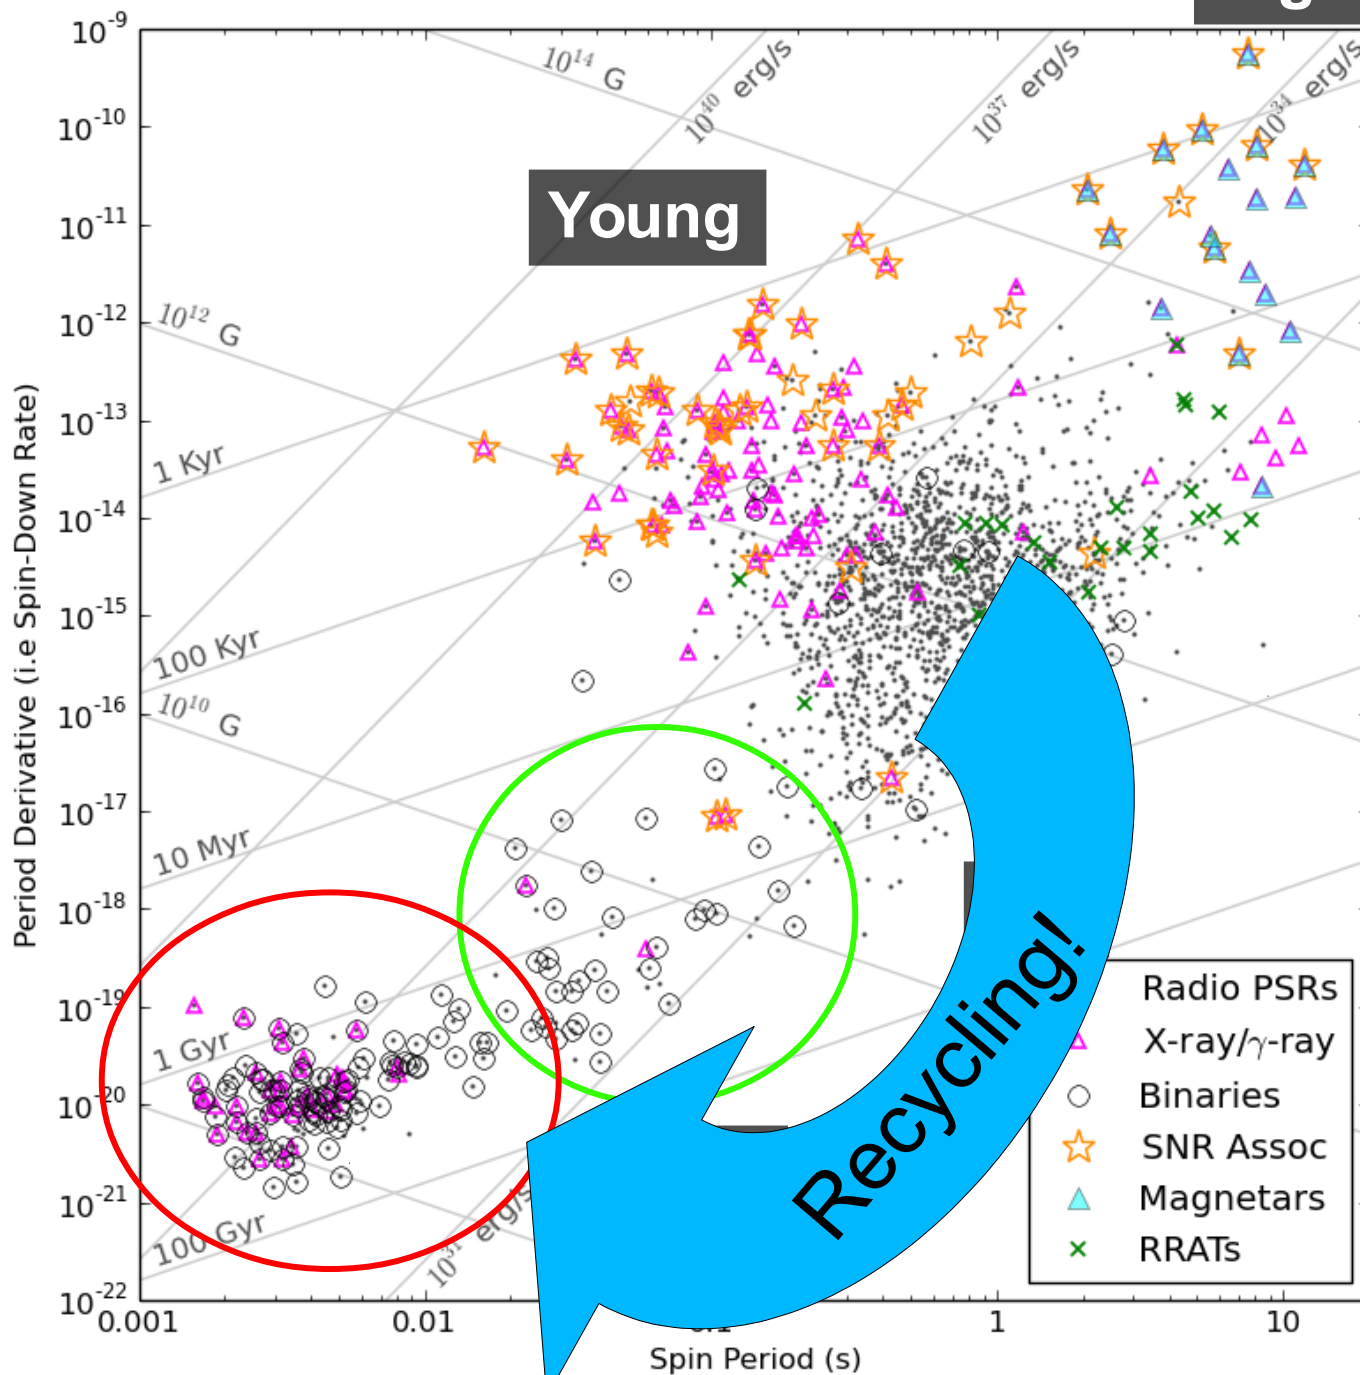 10^-9
10^-10
10^-11
10^-12
10^-13
10^-14
10^-15
10^-16
10^-17
10^-18
10^-19
10^-20
10^-21
10^-22
Period Derivative (i.e Spin-Down Rate)
10^14 G
10^40 erg/s
10^37 erg/s
10^34 erg/s
Young
10^12 G
1 Kyr
100 Kyr
10^10 G
10 Myr
1 Gyr
100 Gyr
10^31 erg/s
Recycling!
Radio PSRs
X-ray/γ-ray
Binaries
SNR Assoc
Magnetars
RRATs
0.001
0.01
1
10
Spin Period (s)